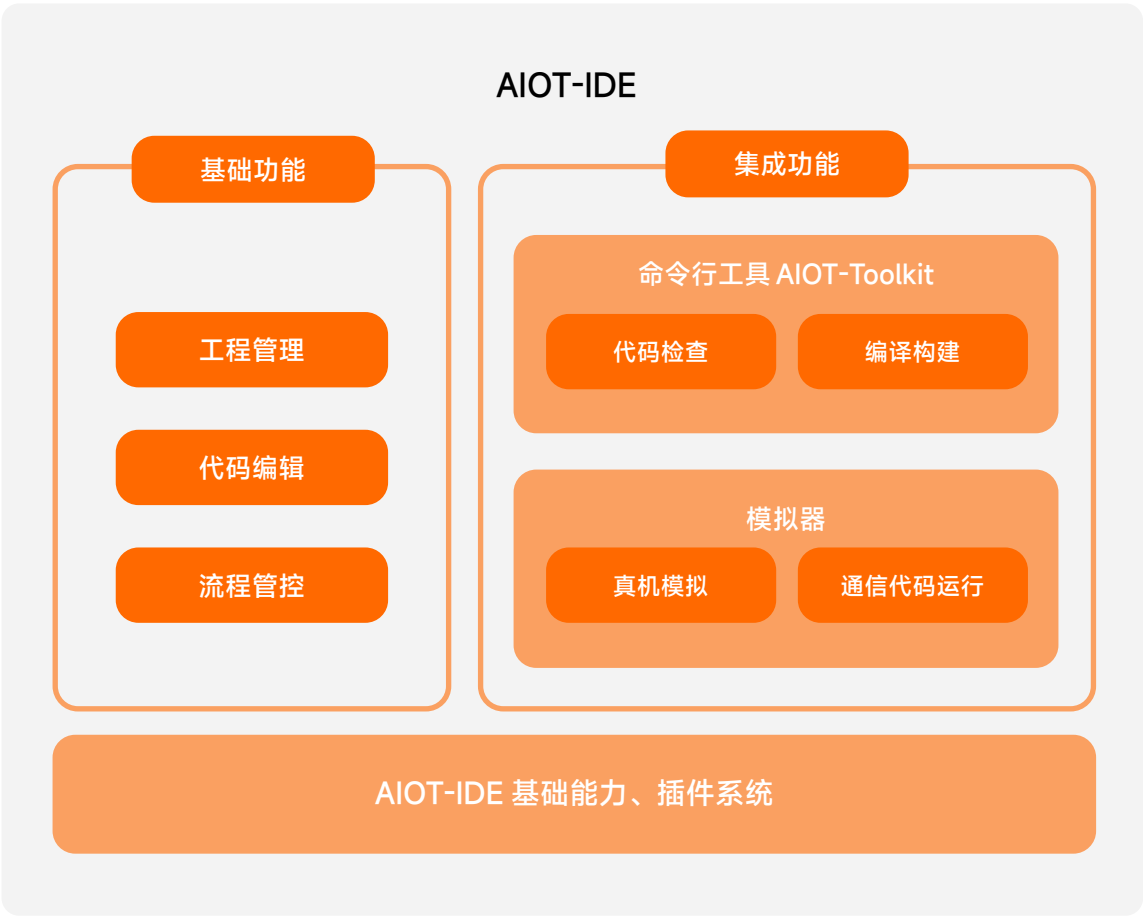 AIOT-IDE
基础功能
工程管理
代码编辑
流程管控
集成功能
命令行工具 AIOT-Toolkit
代码检查
编译构建
模拟器
真机模拟
通信代码运行
AIOT-IDE 基础能力、插件系统